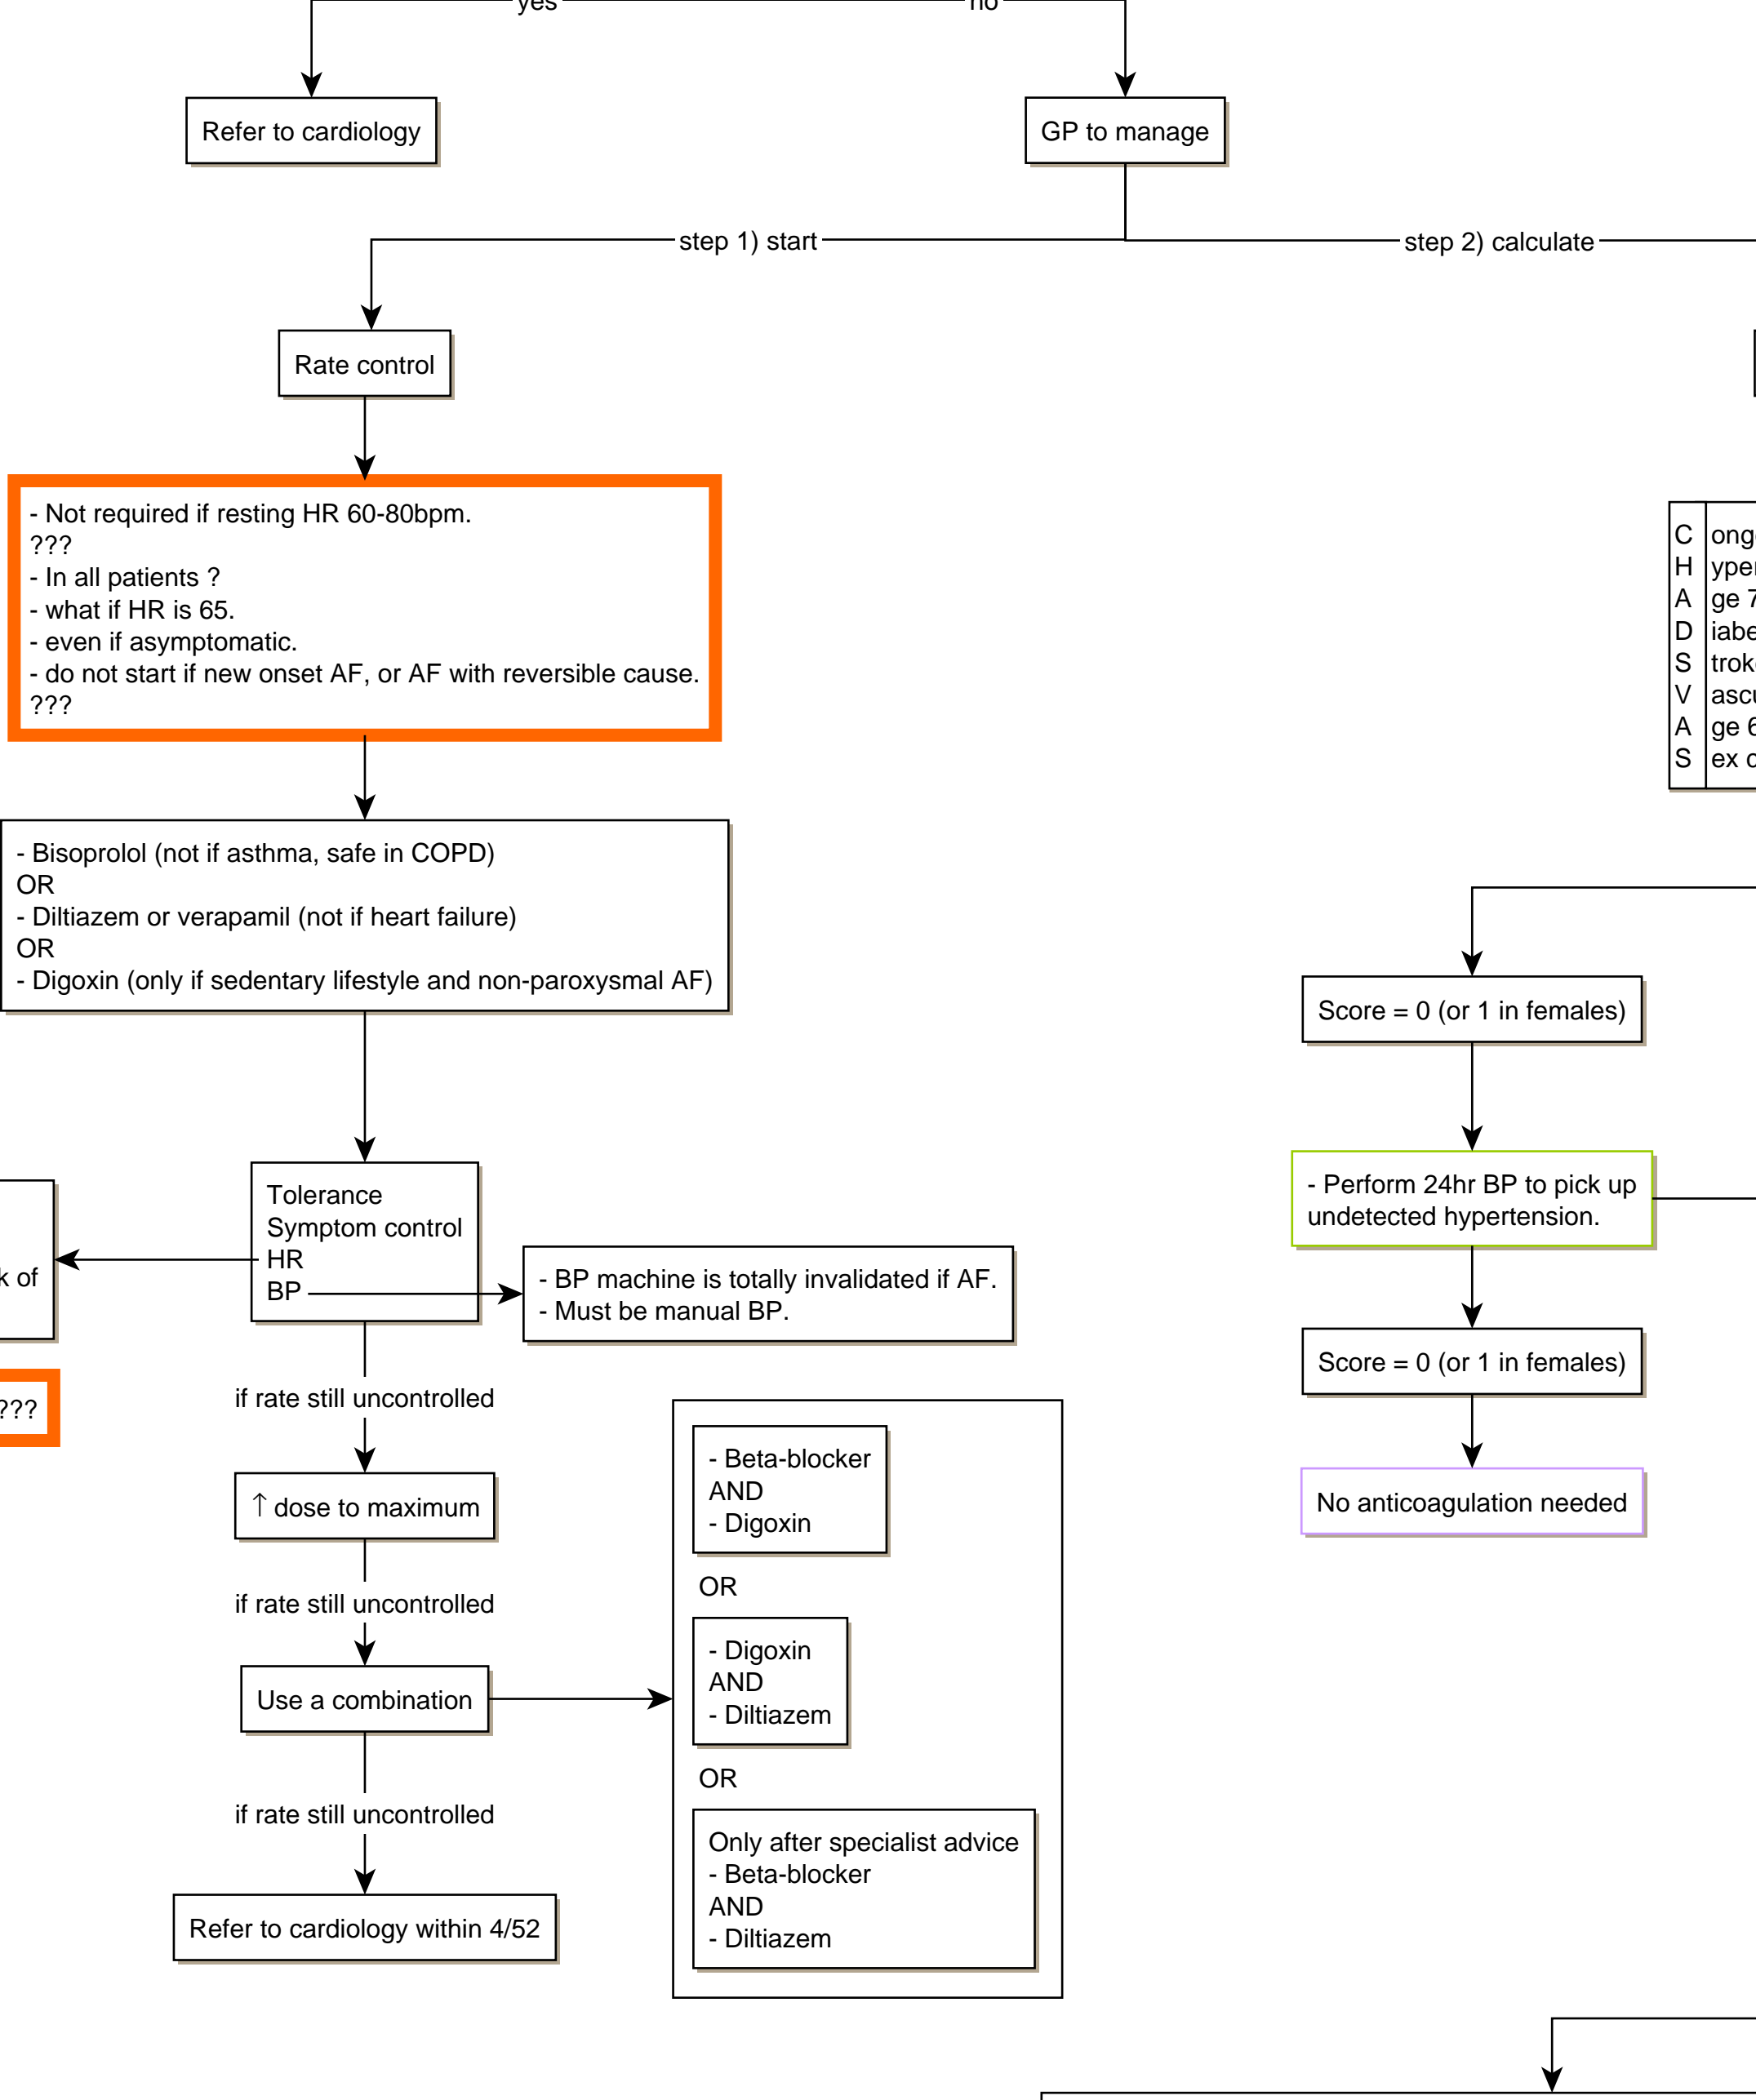 yes
no
Refer to cardiology
GP to manage
step 1) start
step 2) calculate
Rate control
- Not required if resting HR 60-80bpm.
???
- In all patients ?
- what if HR is 65.
- even if asymptomatic.
- do not start if new onset AF, or AF with reversible cause.
???
C
H
A ge
D
S
V
A ge
S ex
- Bisoprolol (not if asthma, safe in COPD)
OR
- Diltiazem or verapamil (not if heart failure)
OR
- Digoxin (only if sedentary lifestyle and non-paroxysmal AF)
Score = 0 (or 1 in females)
- Perform 24hr BP to pick up
undetected hypertension.
Score = 0 (or 1 in females)
No anticoagulation needed
of
???
Tolerance
Symptom control
HR
BP
- BP machine is totally invalidated if AF.
- Must be manual BP.
if rate still uncontrolled
↑ dose to maximum
if rate still uncontrolled
Use a combination
- Beta-blocker
AND
- Digoxin
OR
- Digoxin
AND
- Diltiazem
OR
Only after specialist advice
- Beta-blocker
AND
- Diltiazem
if rate still uncontrolled
Refer to cardiology within 4/52